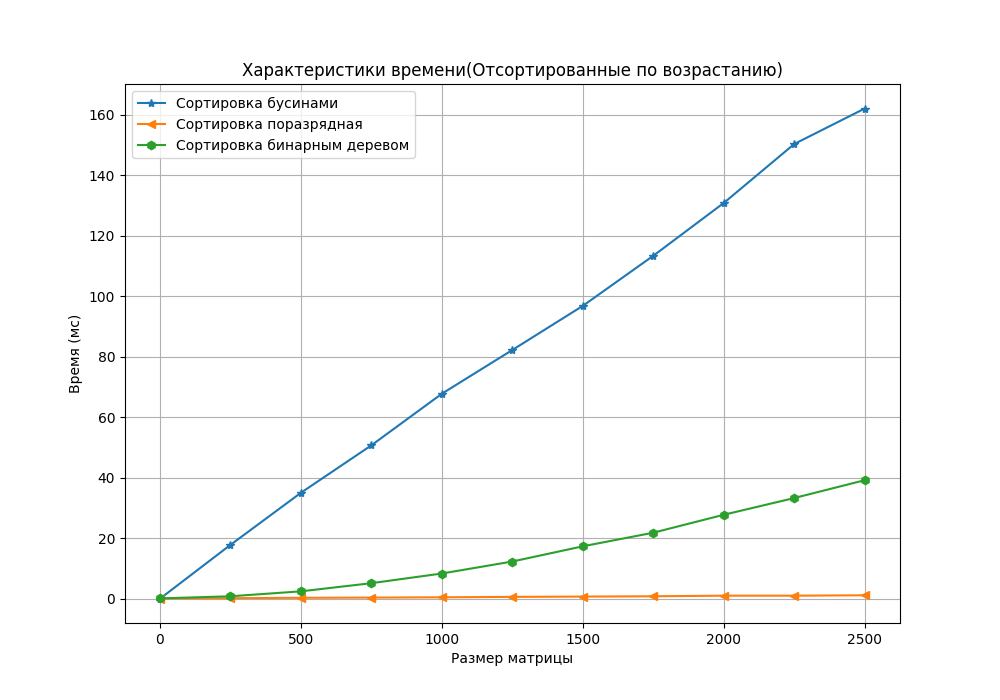 Характеристики времени(Отсортированные по возрастанию)
Сортировка бусинами
Сортировка поразрядная
Сортировка бинарным деревом
Время (мс)
160
140
120
100
80
60
40
20
0
0 500 1000 1500 2000 2500
Размер матрицы